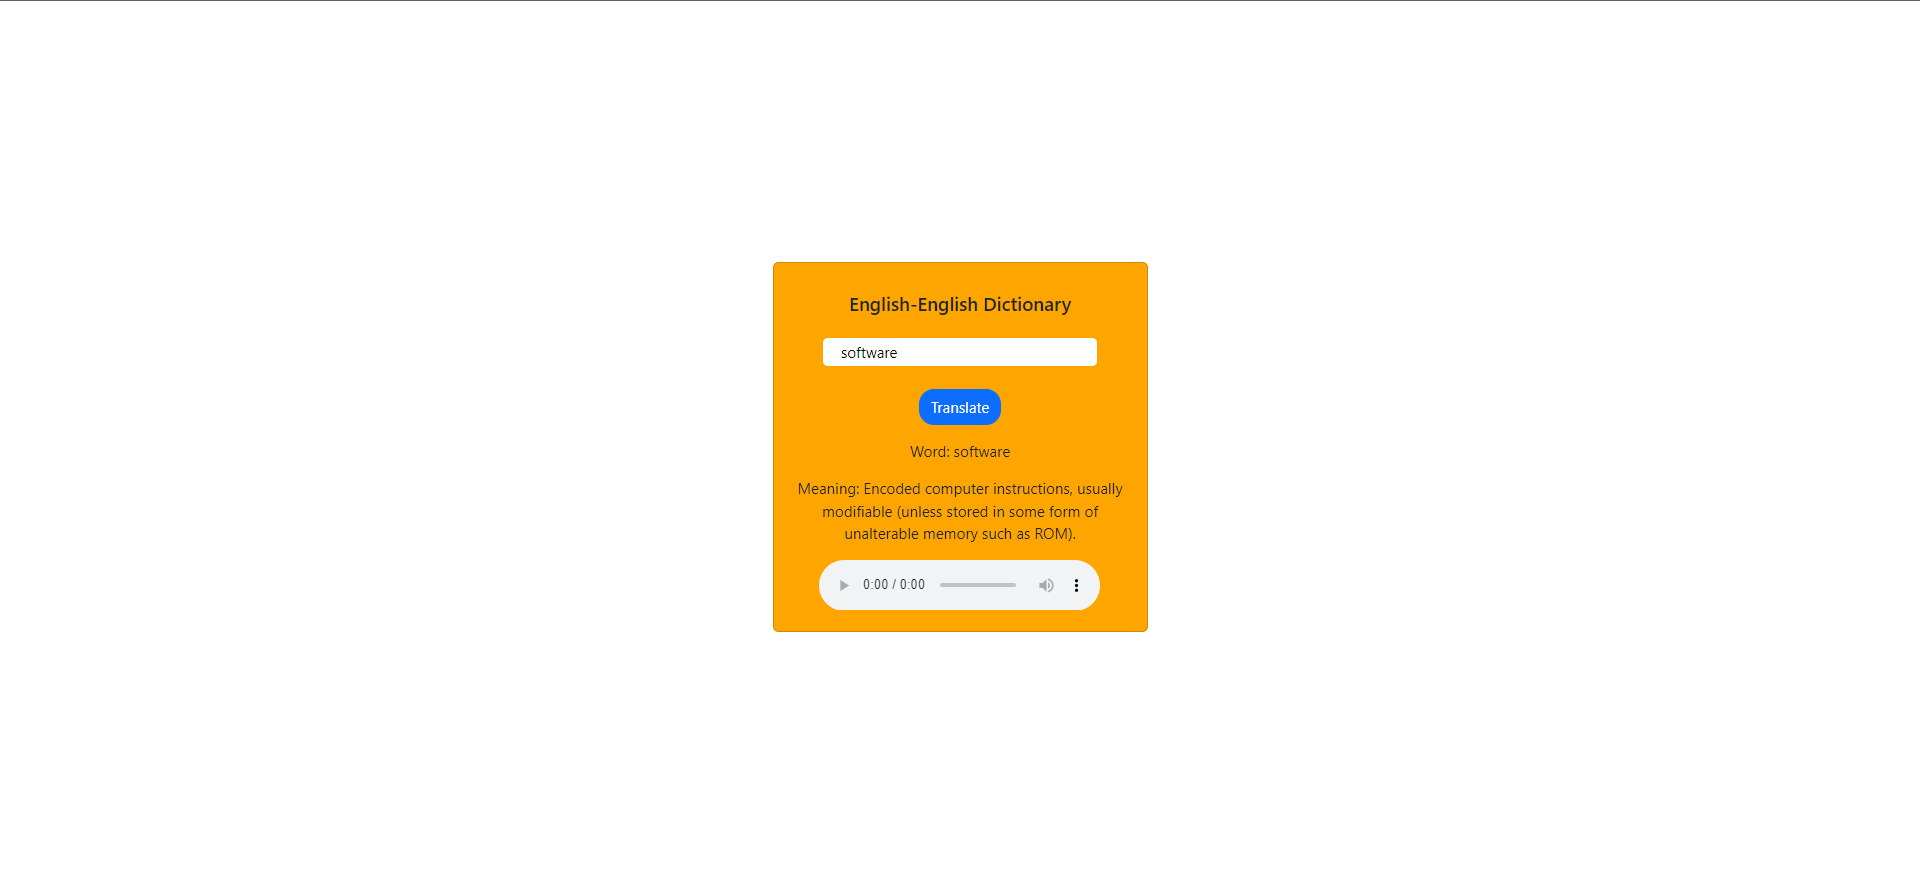 English-English Dictionary
software
Translate
Word: software
Meaning: Encoded computer instructions, usually
modifiable (unless stored in some form of
unalterable memory such as ROM).
0:00 / 0:00